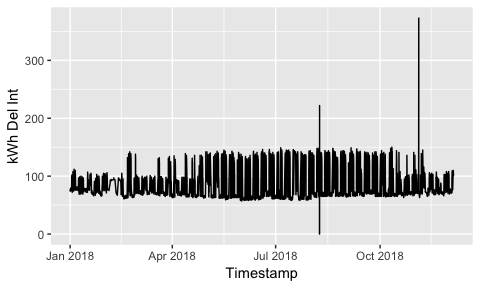 300
200
100
0
kWh Del Int
Jan 2018
Apr 2018
Jul 2018
Oct 2018
Timestamp